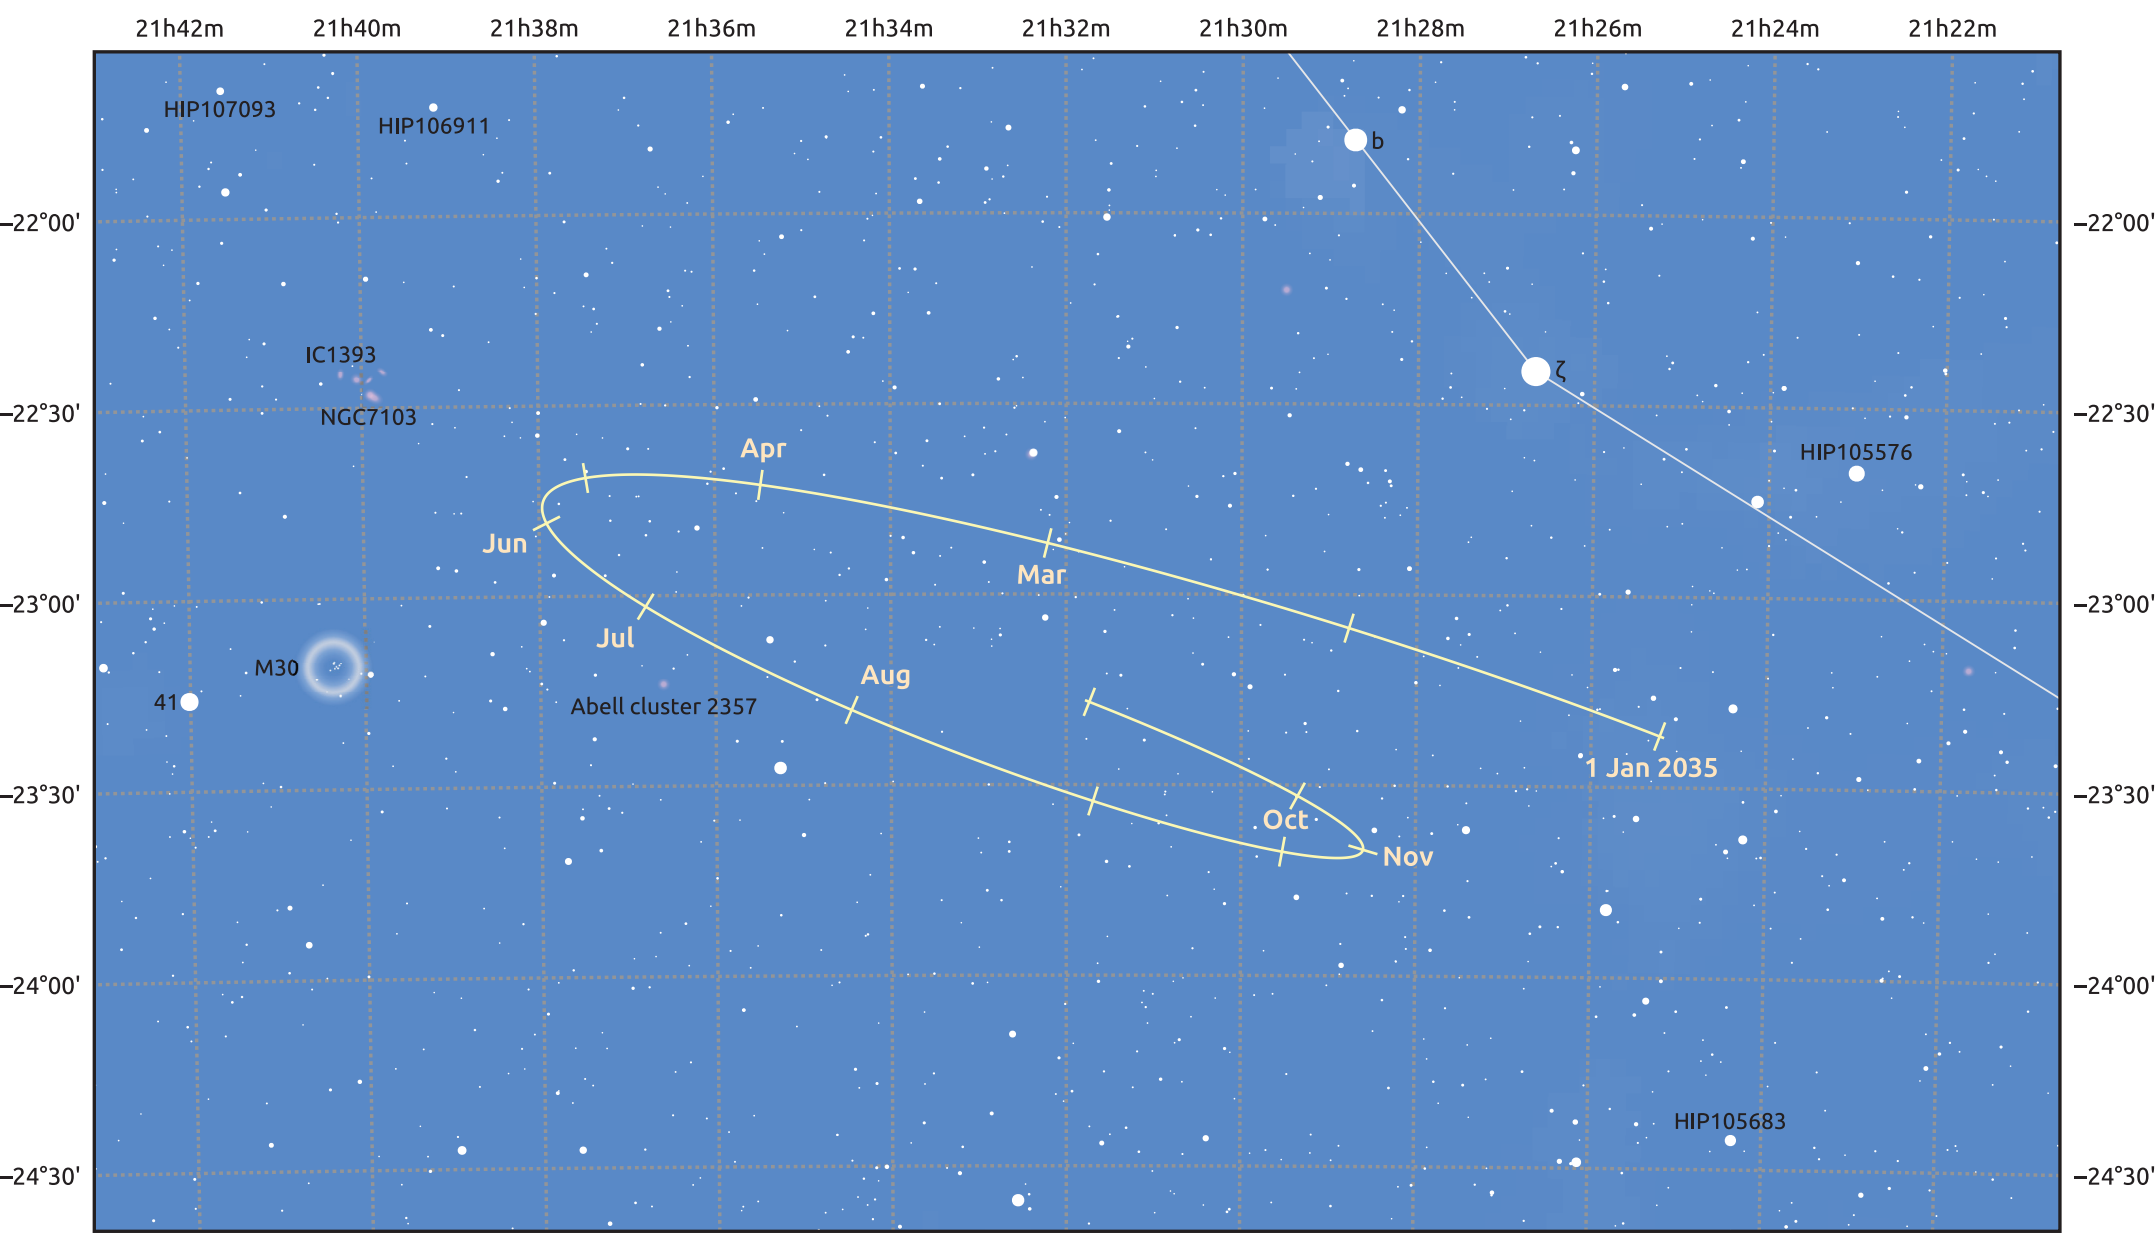 21h42m 21h40m 21h38m 21h36m 21h34m 21h32m 21h30m 21h28m 21h26m 21h24m 21h22m
HIP107093
HIP106911
b
−22°00' −22°00'
IC1393
ζ
NGC7103
−22°30' −22°30'
Apr
HIP105576
Jun
Mar
−23°00' −23°00'
Jul
M30
Aug
41
Abell cluster 2357
1 Jan 2035
−23°30' −23°30'
Oct
Nov
−24°00' −24°00'
HIP105683
−24°30' −24°30'